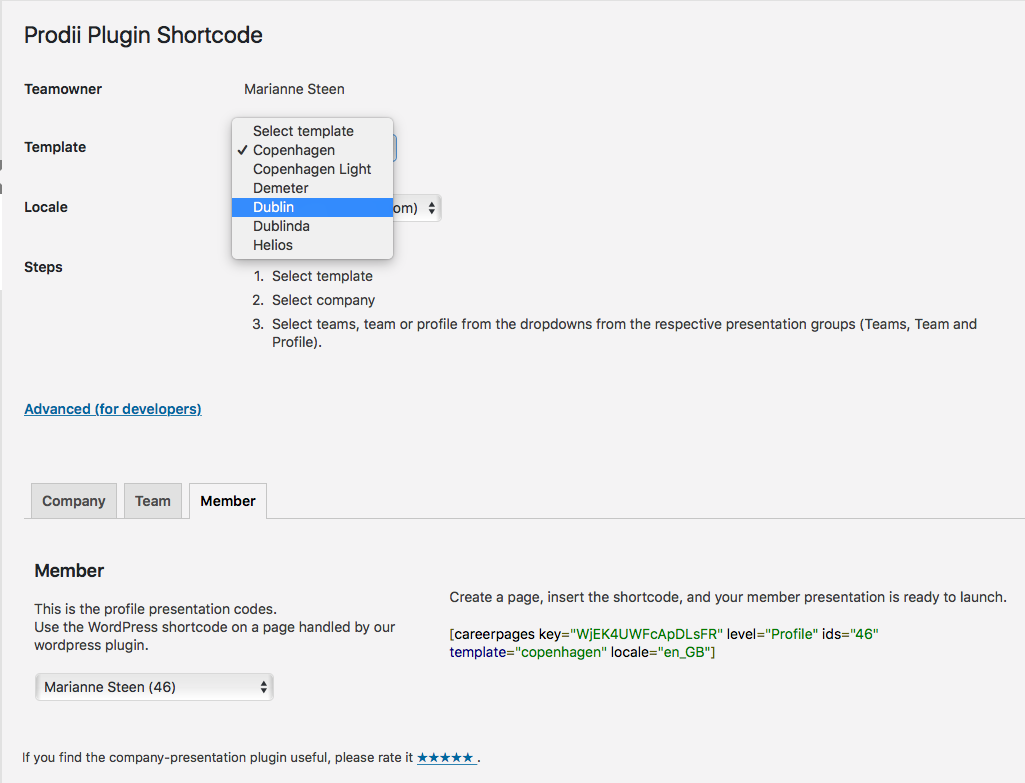 Prodii Plugin Shortcode
Teamowner Marianne Steen
Template
Select template
✓ Copenhagen
Copenhagen Light
Demeter
Dublin
Dublinda
Helios
Locale om)
Steps
1. Select template
2. Select company
3. Select teams, team or profile from the dropdowns from the respective presentation groups (Teams, Team and
Profile).
Advanced (for developers)
Company Team Member
Member
This is the profile presentation codes.
Use the WordPress shortcode on a page handled by our
wordpress plugin.
Marianne Steen (46)
Create a page, insert the shortcode, and your member presentation is ready to launch.
[careerpages key="WjEK4UWFcApDLsFR" level="Profile" ids="46"
template="copenhagen" locale="en_GB"]
If you find the company-presentation plugin useful, please rate it ★★★★★ .